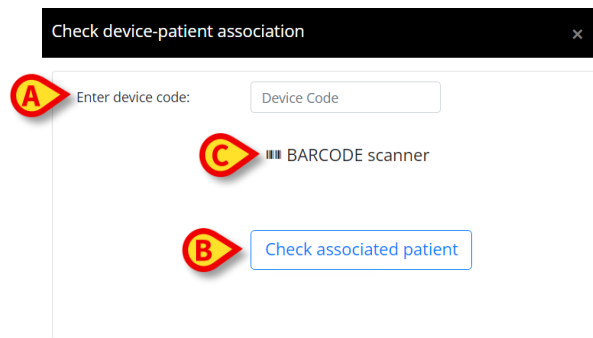 Check device-patient association ×
A Enter device code: Device Code
C BARCODE scanner
B Check associated patient